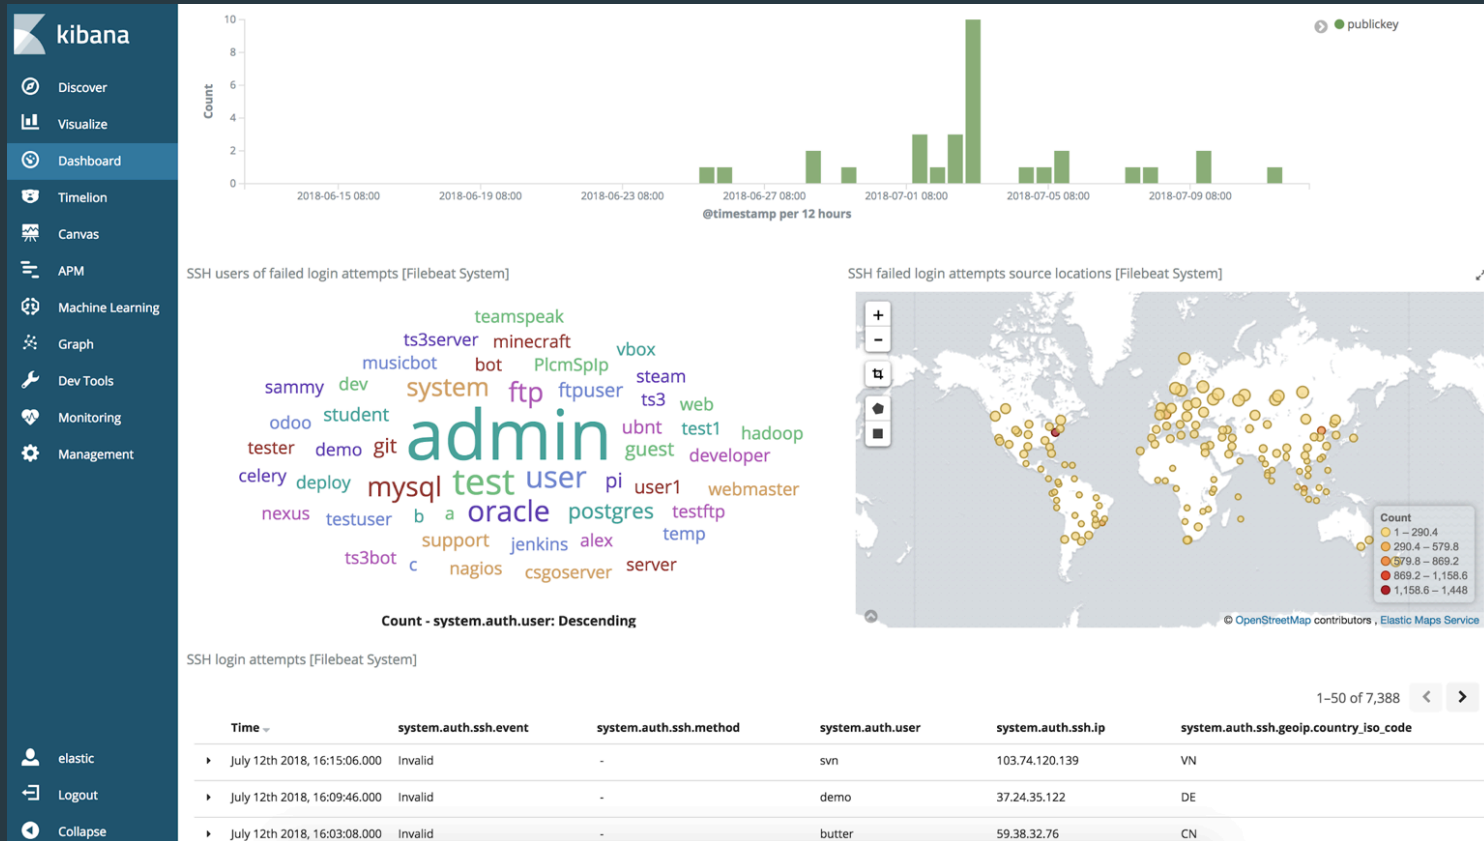 kibana
Discover
Visualize
Dashboard
Timelion
Canvas
APM
Machine Learning
Graph
Dev Tools
Monitoring
Management
elastic
Logout
Collapse
publickey
Count
10
8
6
4
2
0
2018-06-15 08:00 2018-06-19 08:00 2018-06-23 08:00 2018-06-27 08:00 2018-07-01 08:00 2018-07-05 08:00 2018-07-09 08:00
@timestamp per 12 hours
SSH users of failed login attempts [Filebeat System]
teamspeak
ts3server minecraft
vbox
musicbot bot PlcmSpIp
steam
sammy dev system ftp ftpuser
ts3 web
odoo student
admin
ubnt test1 hadoop
tester demo git
guest developer
celery deploy mysql test user pi user1 webmaster
nexus testuser b a oracle postgres testftp
temp
support jenkins alex
ts3bot c nagios csgoserver server
Count - system.auth.user: Descending
SSH failed login attempts source locations [Filebeat System]
+
−
Count
1 – 290.4
290.4 – 579.8
579.8 – 869.2
869.2 – 1,158.6
1,158.6 – 1,448
© OpenStreetMap contributors , Elastic Maps Service
SSH login attempts [Filebeat System]
1–50 of 7,388
Time system.auth.ssh.event system.auth.ssh.method system.auth.user system.auth.ssh.ip system.auth.ssh.geoip.country_iso_code
July 12th 2018, 16:15:06.000 Invalid - svn 103.74.120.139 VN
July 12th 2018, 16:09:46.000 Invalid - demo 37.24.35.122 DE
July 12th 2018, 16:03:08.000 Invalid - butter 59.38.32.76 CN